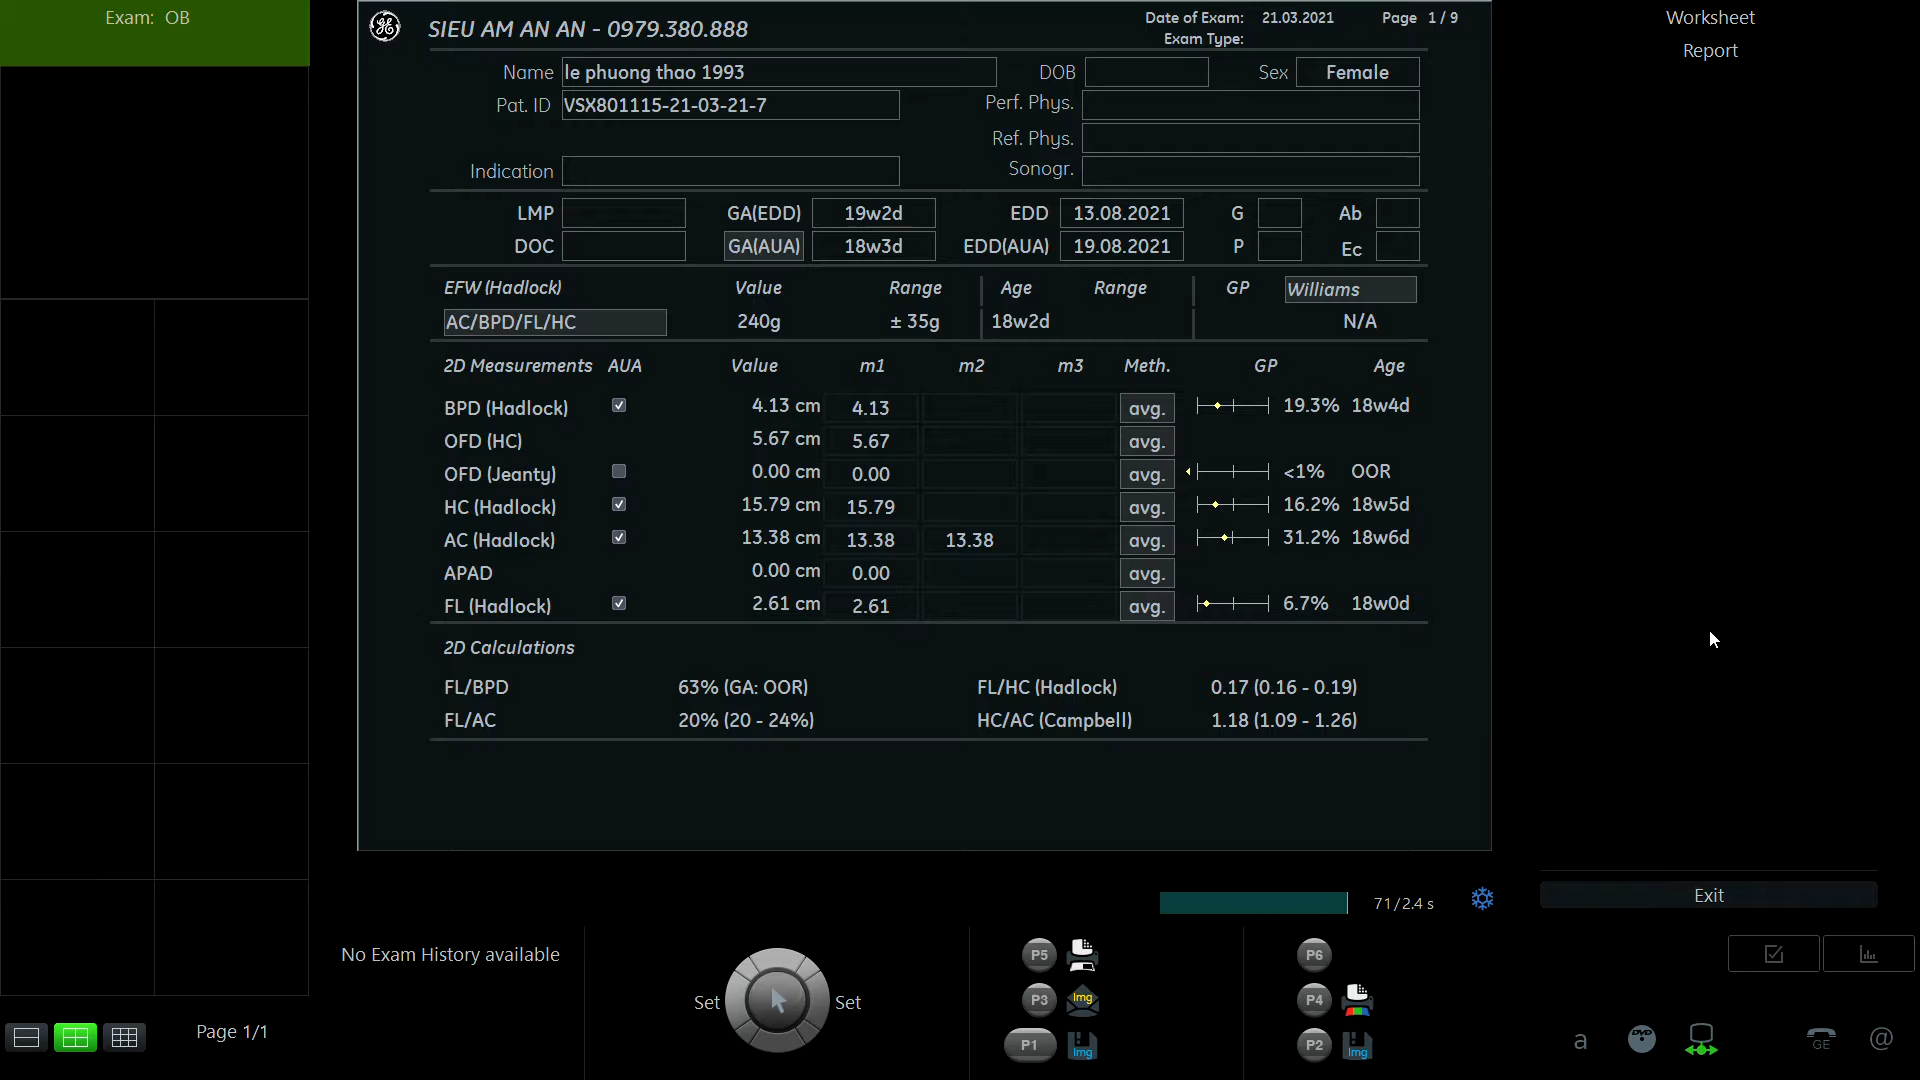 Exam: OB
SIEU AM AN AN - 0979.380.888
Date of Exam: 21.03.2021 Page 1 / 9
Exam Type:
Name le phuong thao 1993 DOB Sex Female
Pat. ID VSX801115-21-03-21-7 Perf. Phys.
Ref. Phys.
Indication Sonogr.
LMP GA(EDD) 19w2d EDD 13.08.2021 G Ab
DOC GA(AUA) 18w3d EDD(AUA) 19.08.2021 P Ec
EFW (Hadlock) Value Range Age Range GP Williams
AC/BPD/FL/HC 240g ± 35g 18w2d N/A
2D Measurements AUA Value m1 m2 m3 Meth. GP Age
BPD (Hadlock) 4.13 cm 4.13 avg. 19.3% 18w4d
OFD (HC) 5.67 cm 5.67 avg.
OFD (Jeanty) 0.00 cm 0.00 avg. <1% OOR
HC (Hadlock) 15.79 cm 15.79 avg. 16.2% 18w5d
AC (Hadlock) 13.38 cm 13.38 13.38 avg. 31.2% 18w6d
APAD 0.00 cm 0.00 avg.
FL (Hadlock) 2.61 cm 2.61 avg. 6.7% 18w0d
2D Calculations
FL/BPD 63% (GA: OOR) FL/HC (Hadlock) 0.17 (0.16 - 0.19)
FL/AC 20% (20 - 24%) HC/AC (Campbell) 1.18 (1.09 - 1.26)
Worksheet
Report
71/2.4 s
Exit
No Exam History available
Set Set
P5
P3 Img
P1 Img
P6
P4
P2 Img
Page 1/1
a DVD GE @